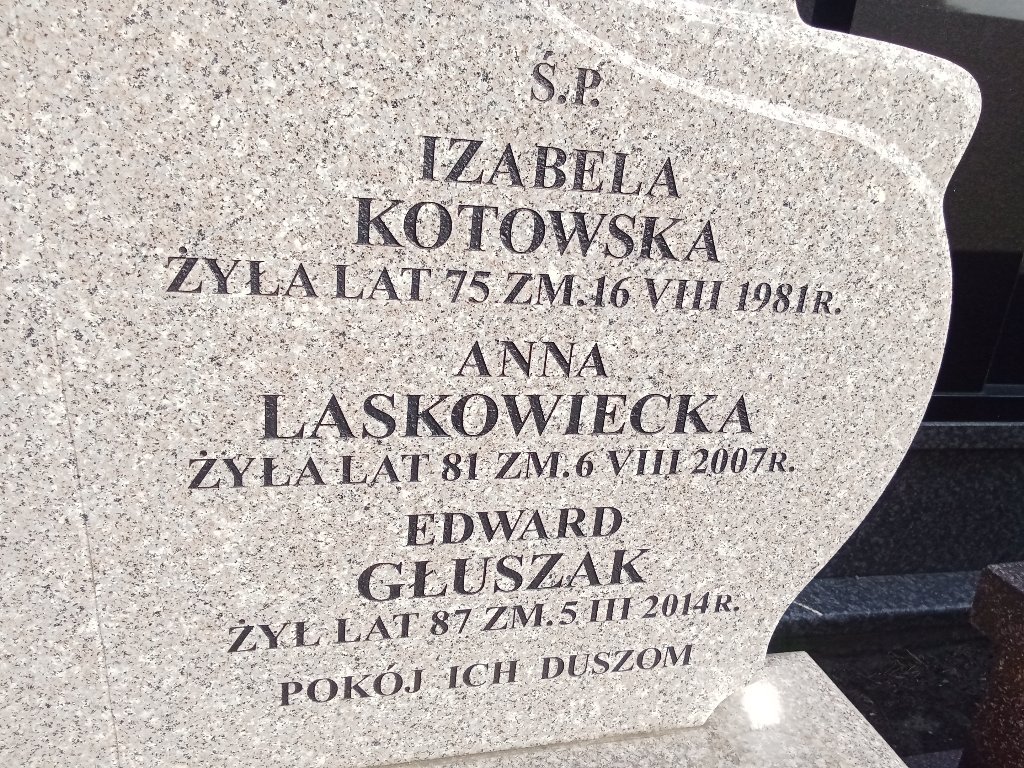 Ś.P.
IZABELA
KOTOWSKA
ŻYŁA LAT 75 ZM.16 VIII 1981R.
ANNA
LASKOWIECKA
ŻYŁA LAT 81 ZM.6 VIII 2007R.
EDWARD
GŁUSZAK
ŻYŁ LAT 87 ZM.5 III 2014R.
POKÓJ ICH DUSZOM